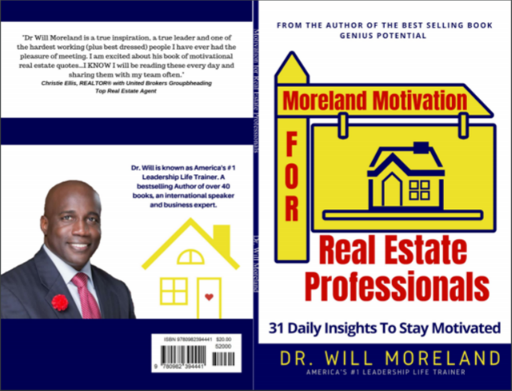 "Dr Will Moreland is a true inspiration, a true leader and one of
the hardest working (plus best dressed) people I have ever had the
pleasure of meeting. I am excited about his book of motivational
real estate quotes...I KNOW I will be reading these every day and
sharing them with my team often."
Christie Ellis, REALTOR® with United Brokers Groupbheading
Top Real Estate Agent
Dr. Will is known as America's #1
Leadership Life Trainer. A
bestselling Author of over 40
books, an international speaker
and business expert.
ISBN 9780982394441 $20.00
52000
9 780982 394441
Motivation for Real Estate Professionals
Dr. Will Moreland
FROM THE AUTHOR OF THE BEST SELLING BOOK
GENIUS POTENTIAL
Moreland Motivation
FOR
Real Estate
Professionals
31 Daily Insights To Stay Motivated
DR. WILL MORELAND
AMERICA'S #1 LEADERSHIP LIFE TRAINER